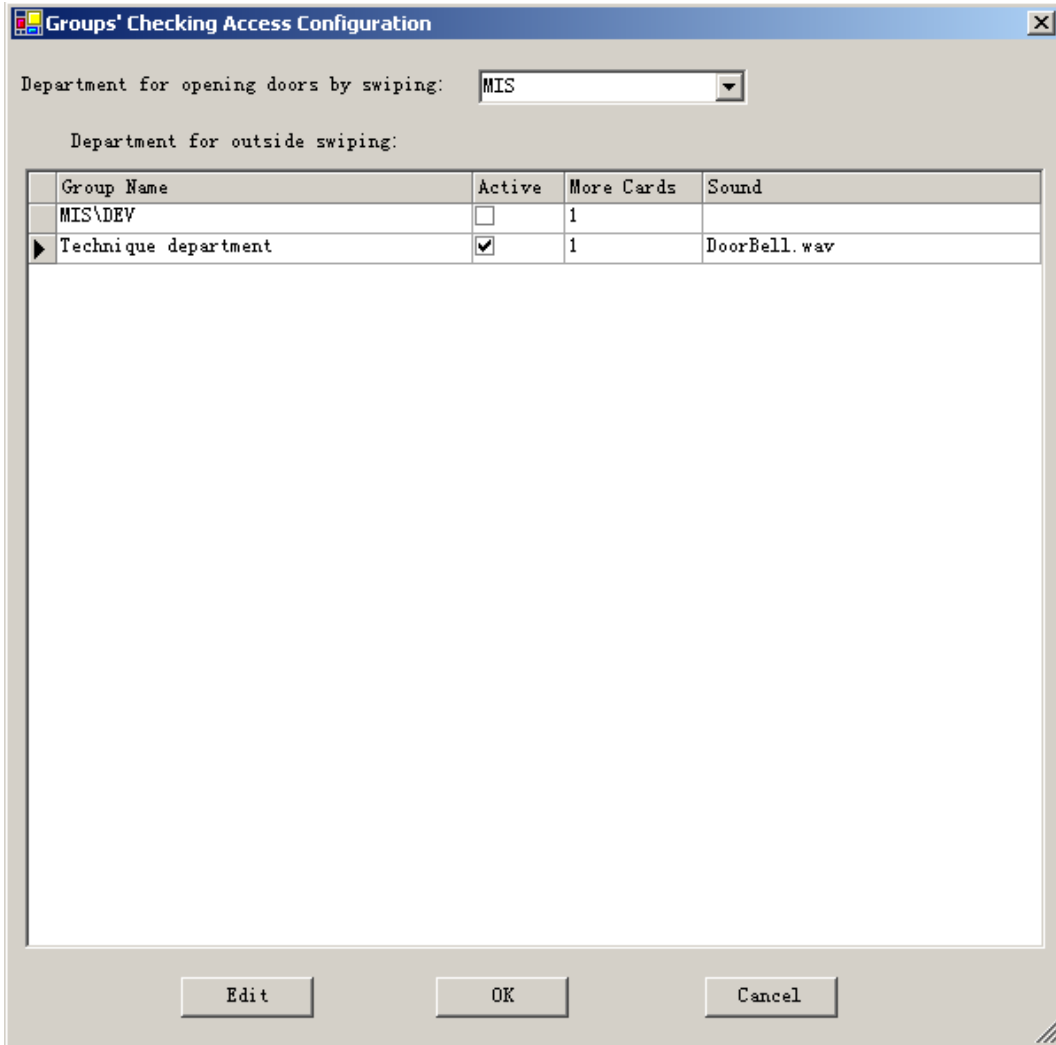 Groups' Checking Access Configuration
Department for opening doors by swiping: MIS
Department for outside swiping:
Group Name Active More Cards Sound
MIS\DEV 1
Technique department 1 DoorBell.wav
Edit OK Cancel